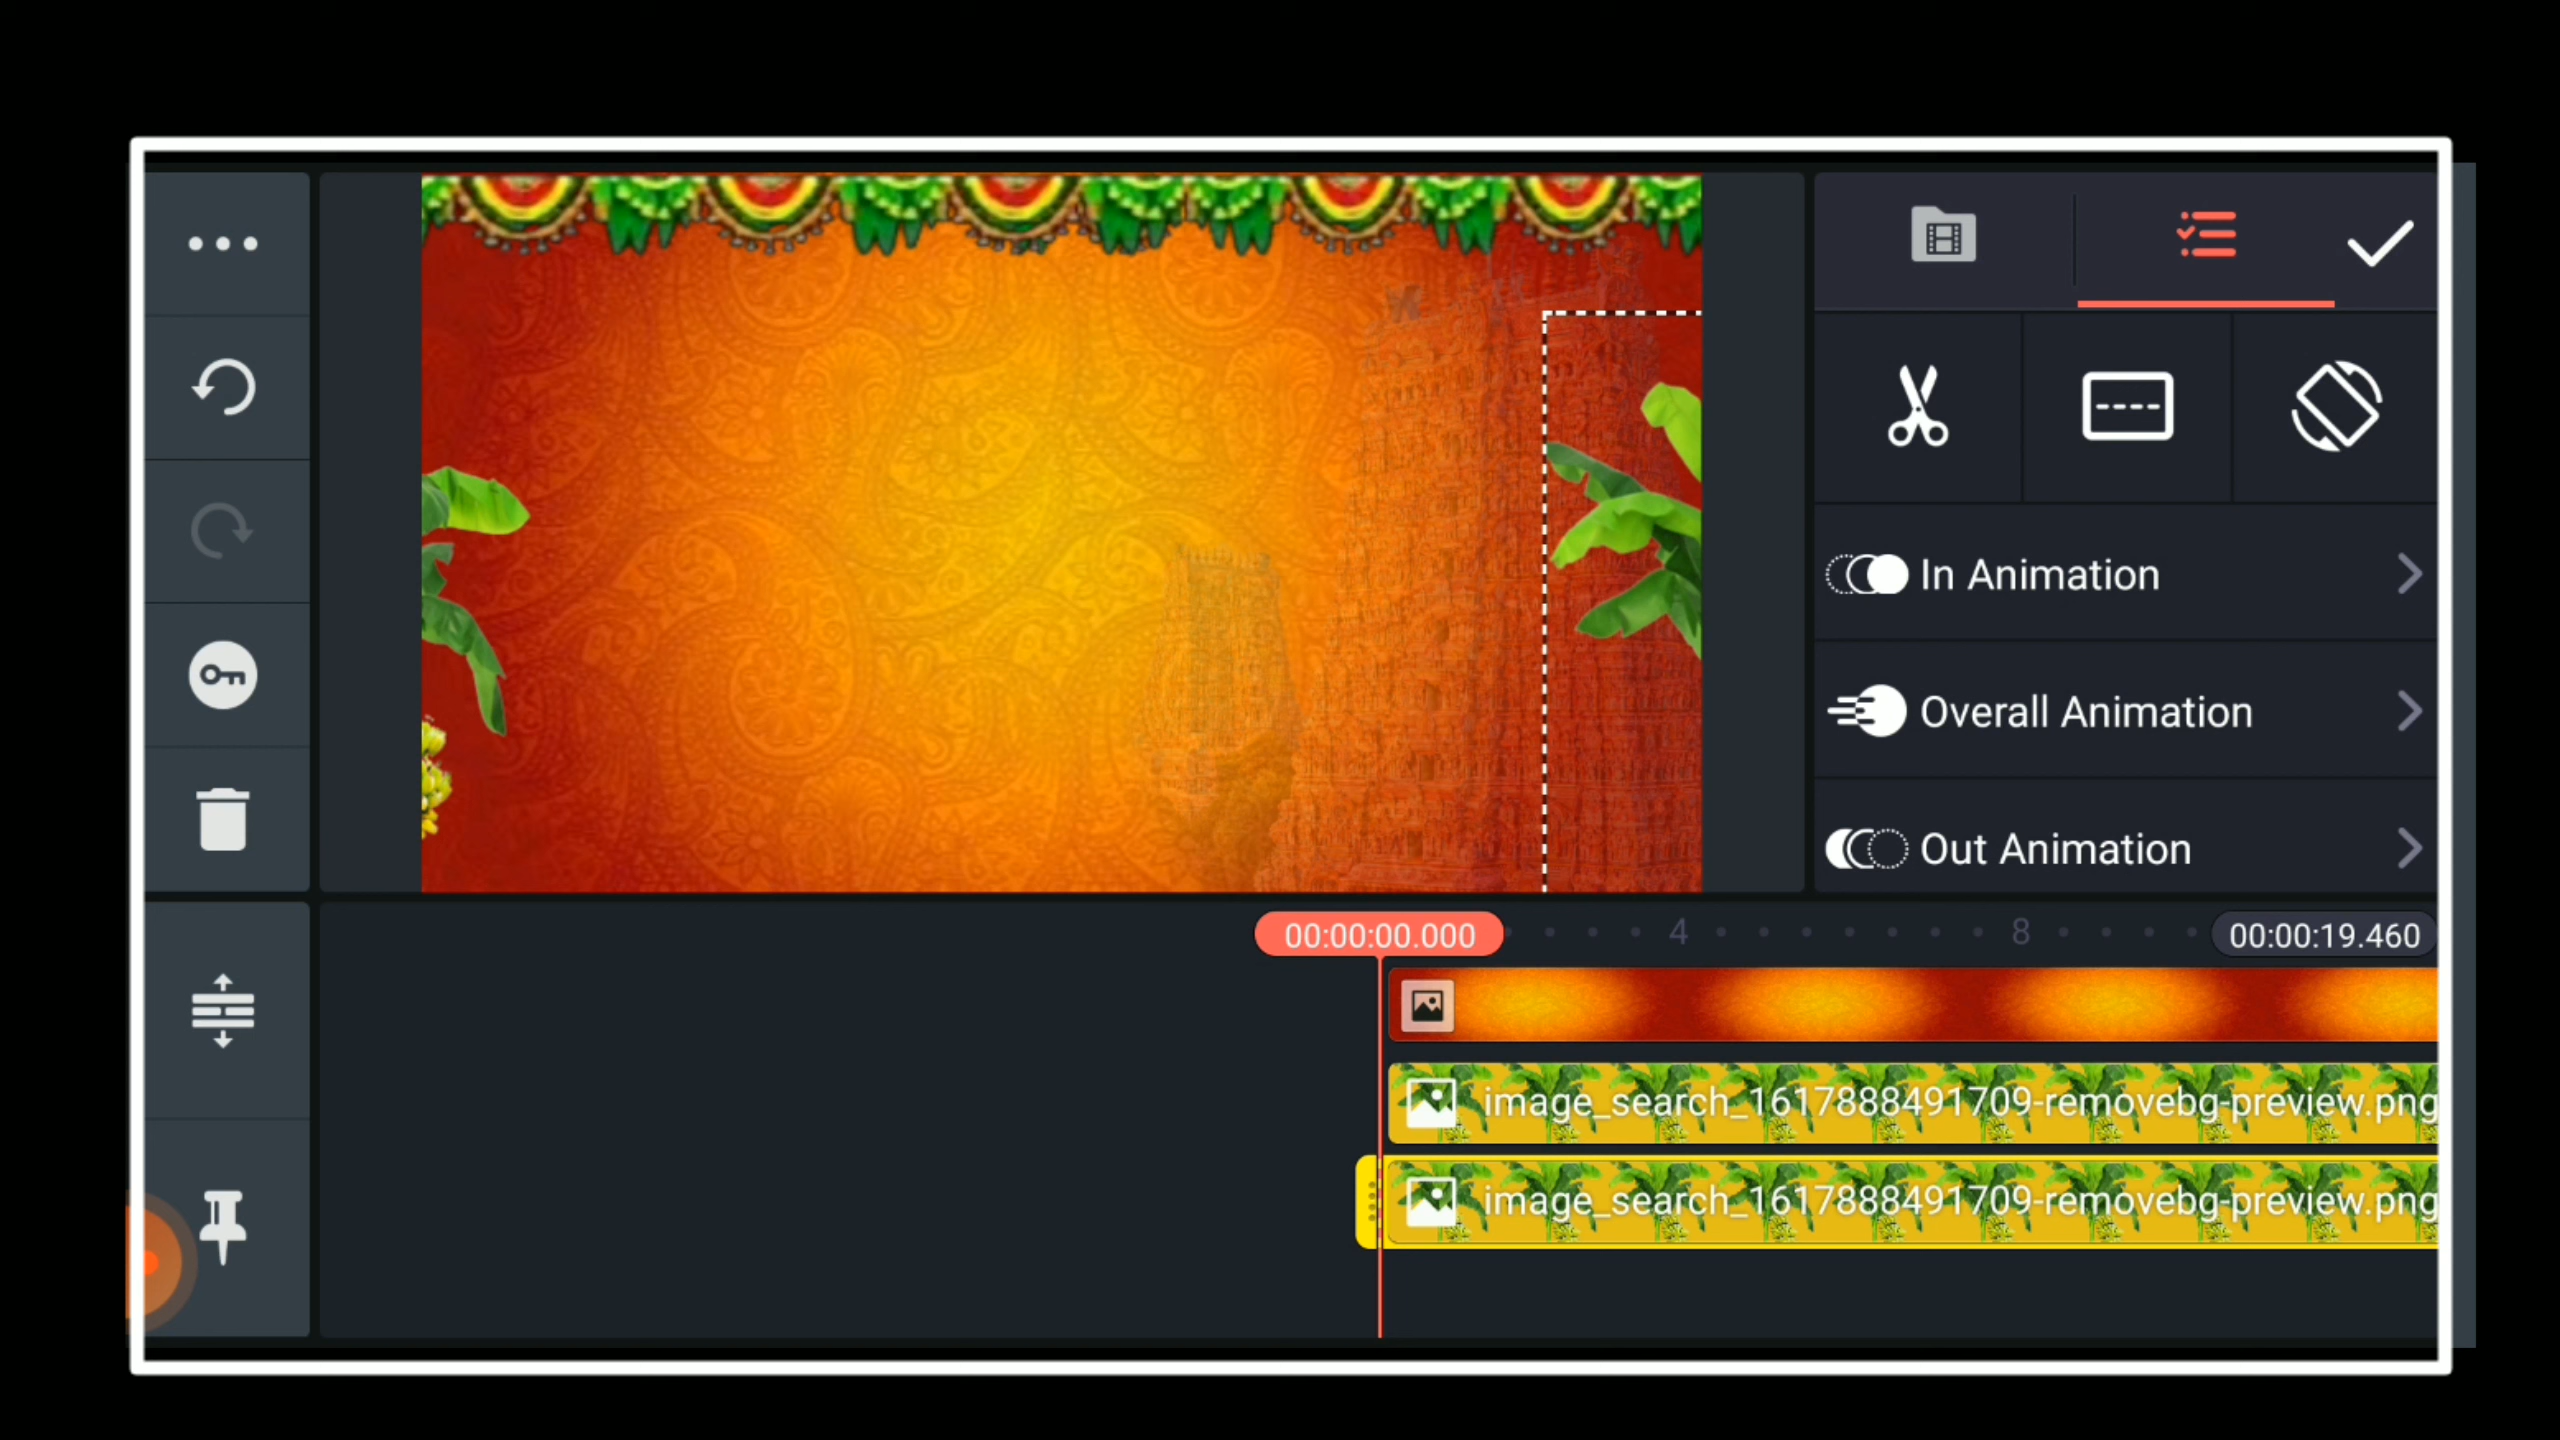 In Animation
Overall Animation
Out Animation
00:00:00.000
4
8
00:00:19.460
image_search_1617888491709-removebg-preview.png
image_search_1617888491709-removebg-preview.png